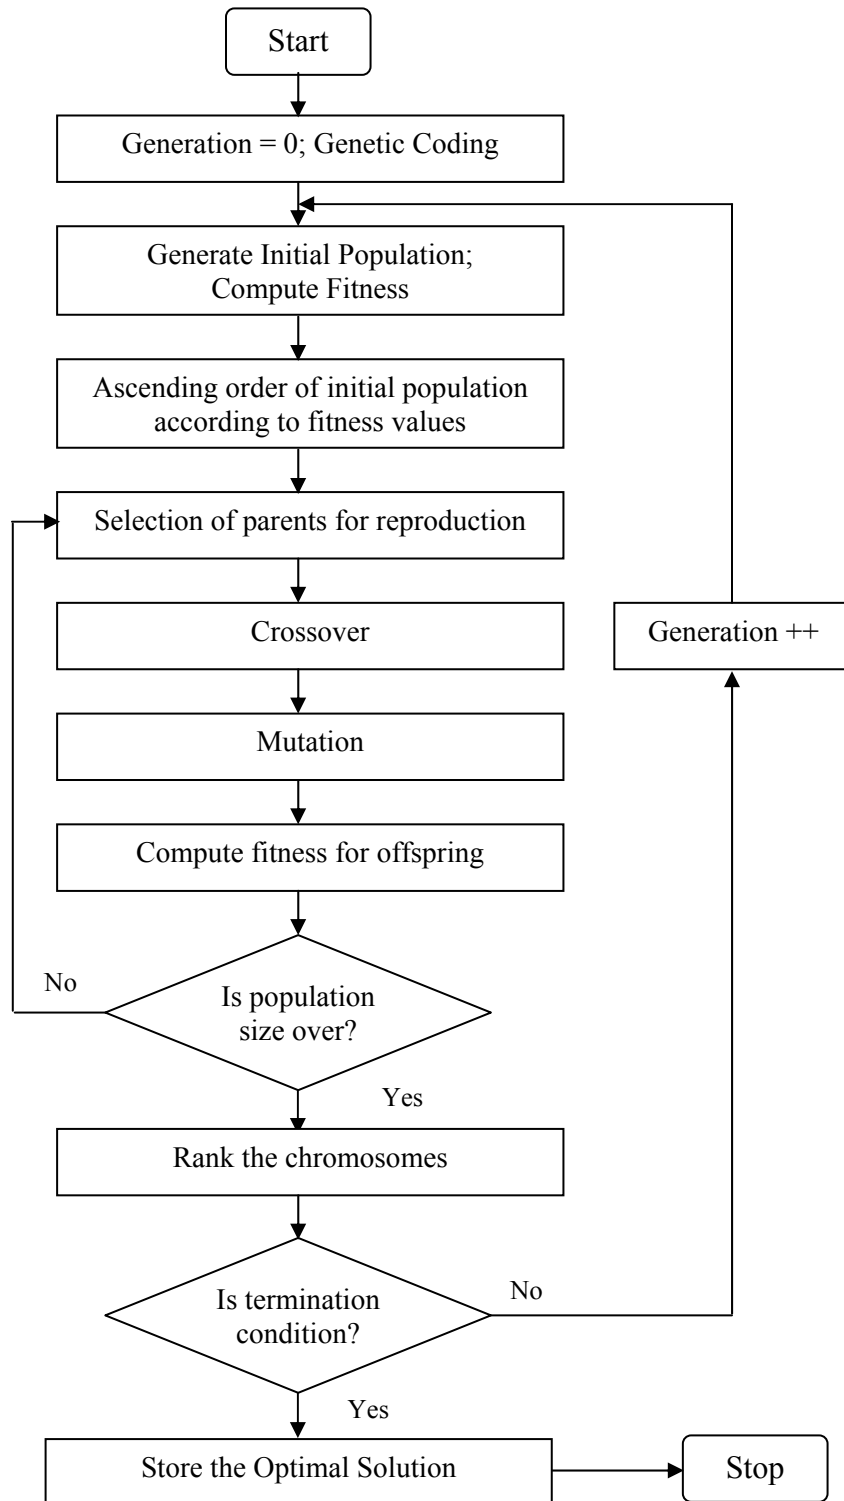 Start
Generation = 0; Genetic Coding
Generate Initial Population;
Compute Fitness
Ascending order of initial population
according to fitness values
Selection of parents for reproduction
Crossover
Generation ++
Mutation
Compute fitness for offspring
No
Is population
size over?
Yes
Rank the chromosomes
Is termination
condition?
No
Yes
Store the Optimal Solution
Stop